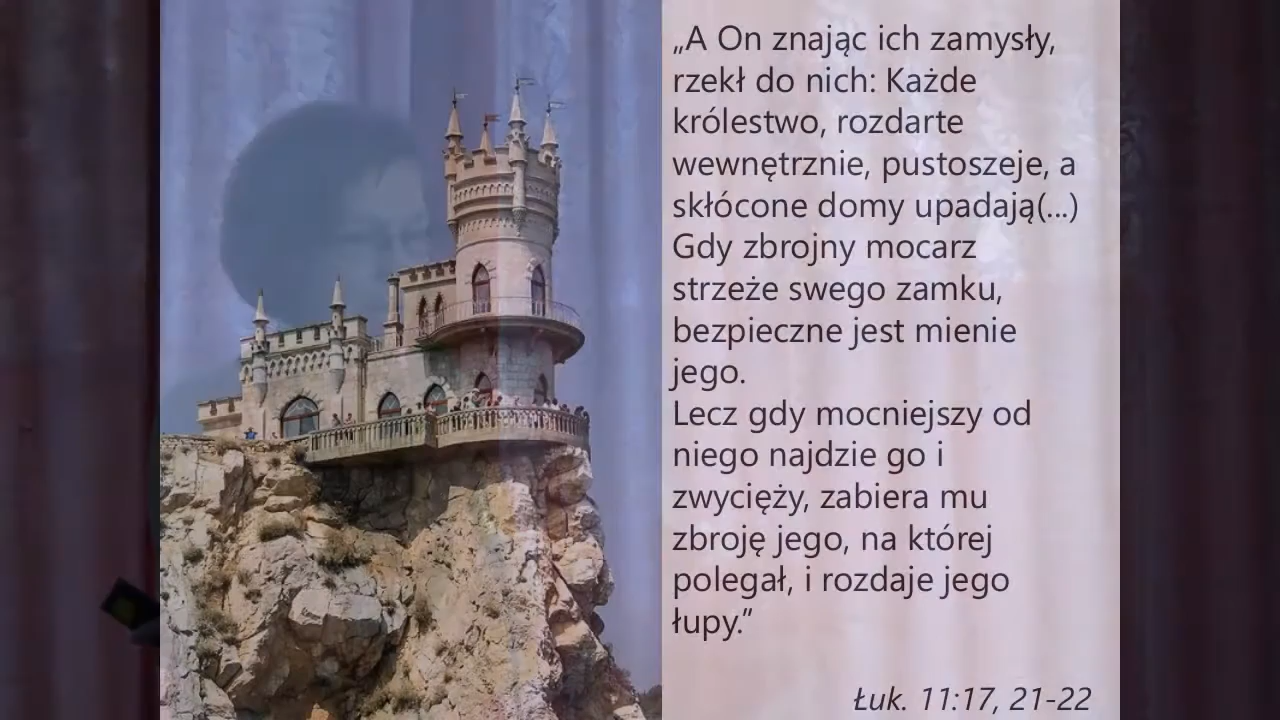 „A On znając ich zamysły,
rzekł do nich: Każde
królestwo, rozdarte
wewnętrznie, pustoszeje, a
skłócone domy upadają(...)
Gdy zbrojny mocarz
strzeże swego zamku,
bezpieczne jest mienie
jego.
Lecz gdy mocniejszy od
niego najdzie go i
zwycięży, zabiera mu
zbroję jego, na której
polegał, i rozdaje jego
łupy.”
Łuk. 11:17, 21-22